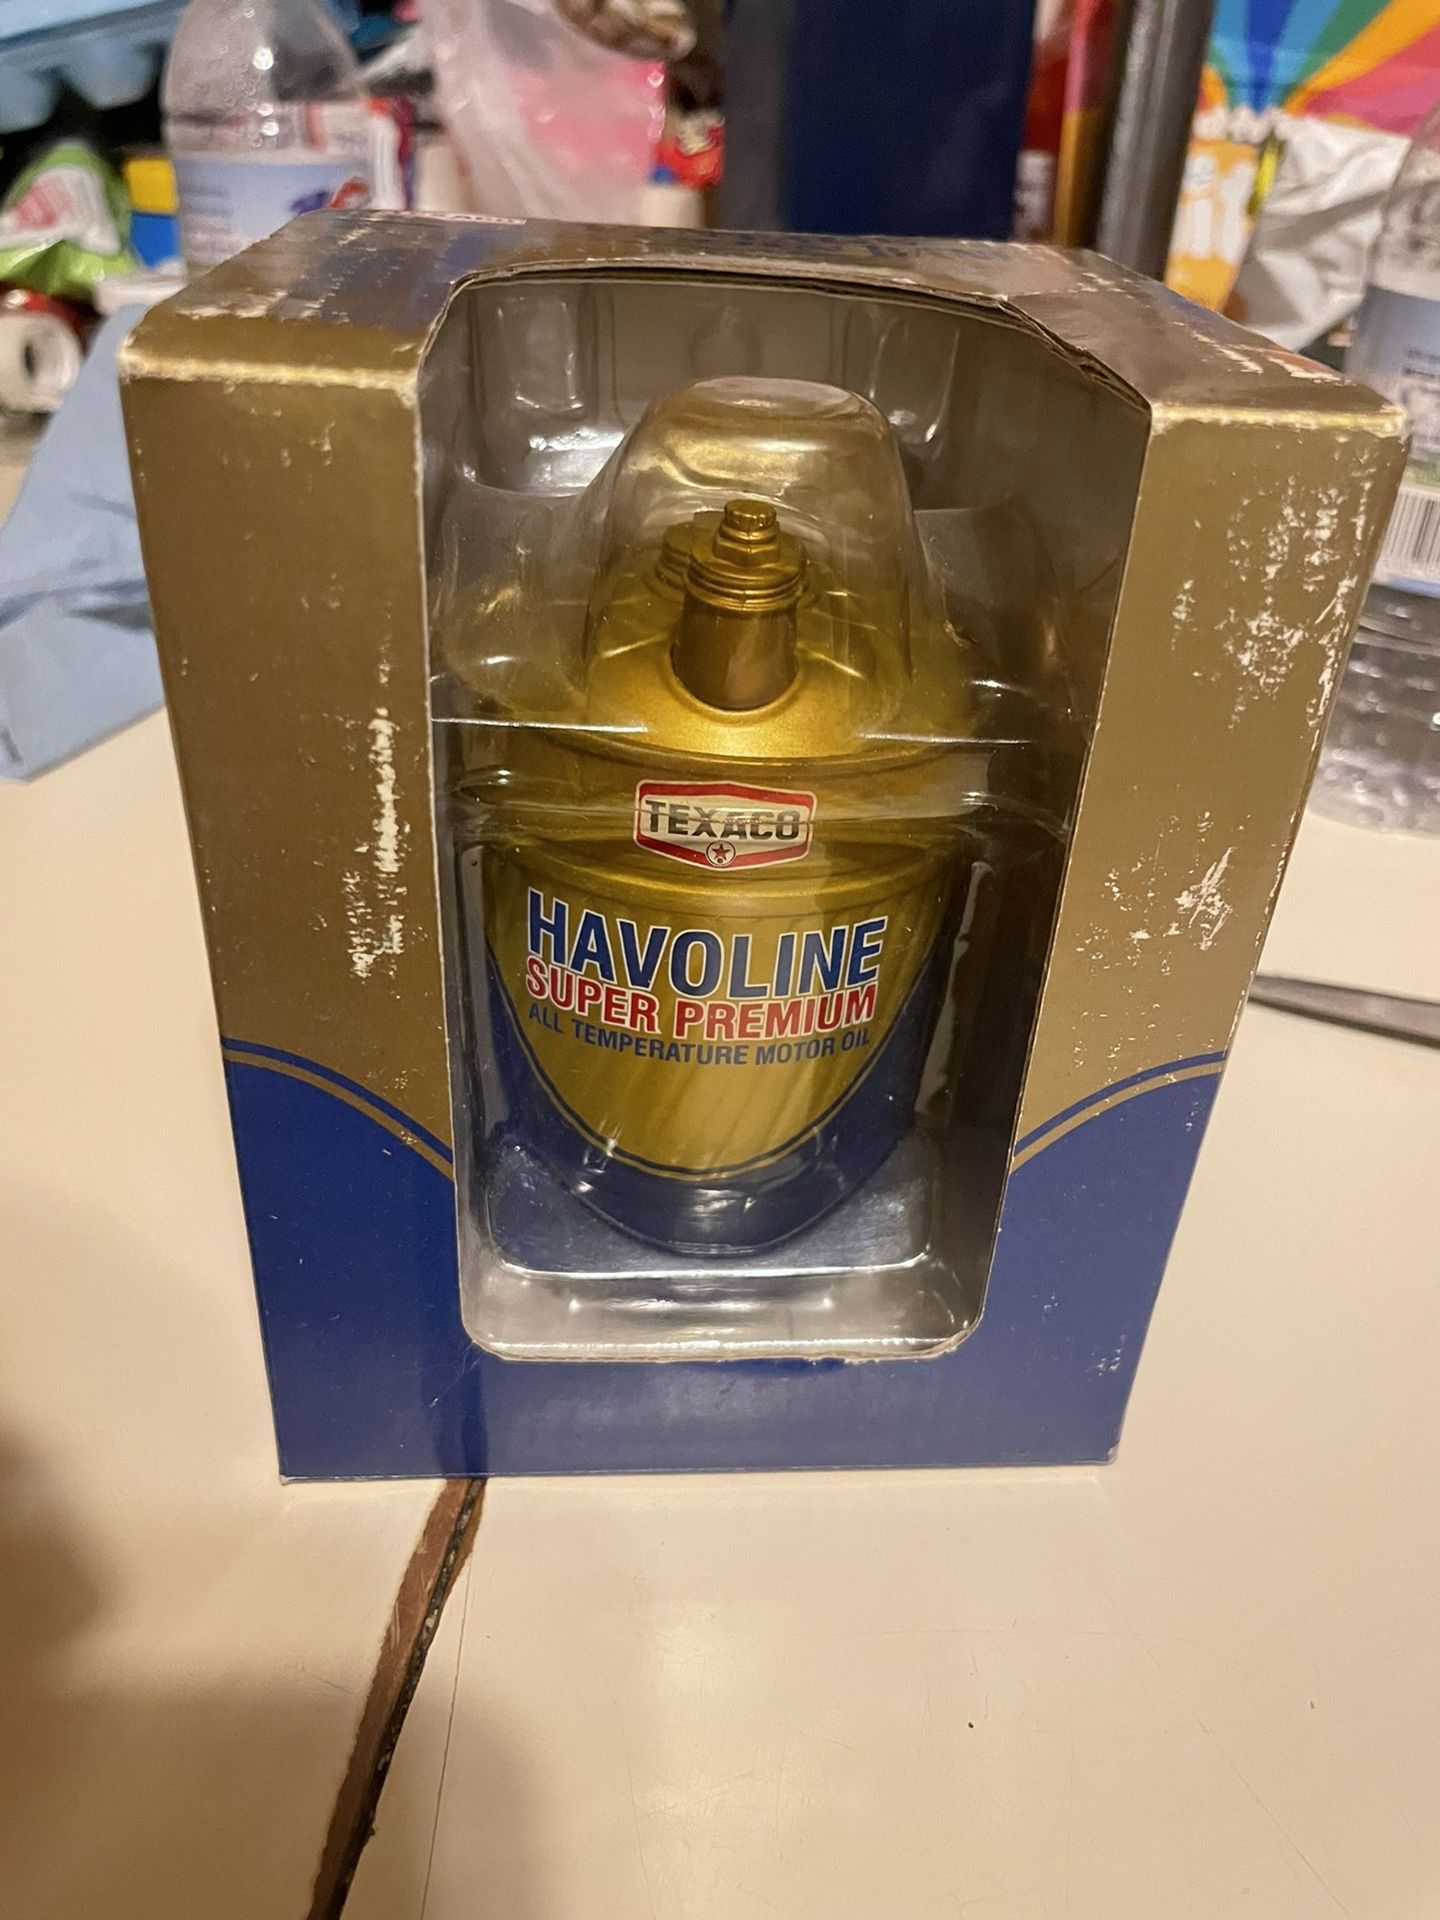 TEXACO
HAVOLINE
SUPER PREMIUM
ALL TEMPERATURE MOTOR OIL